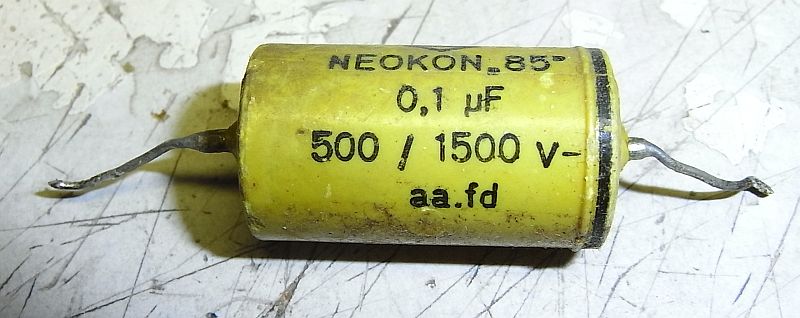 NEOKON-85°
0,1 µF
500 / 1500 V-
aa.fd